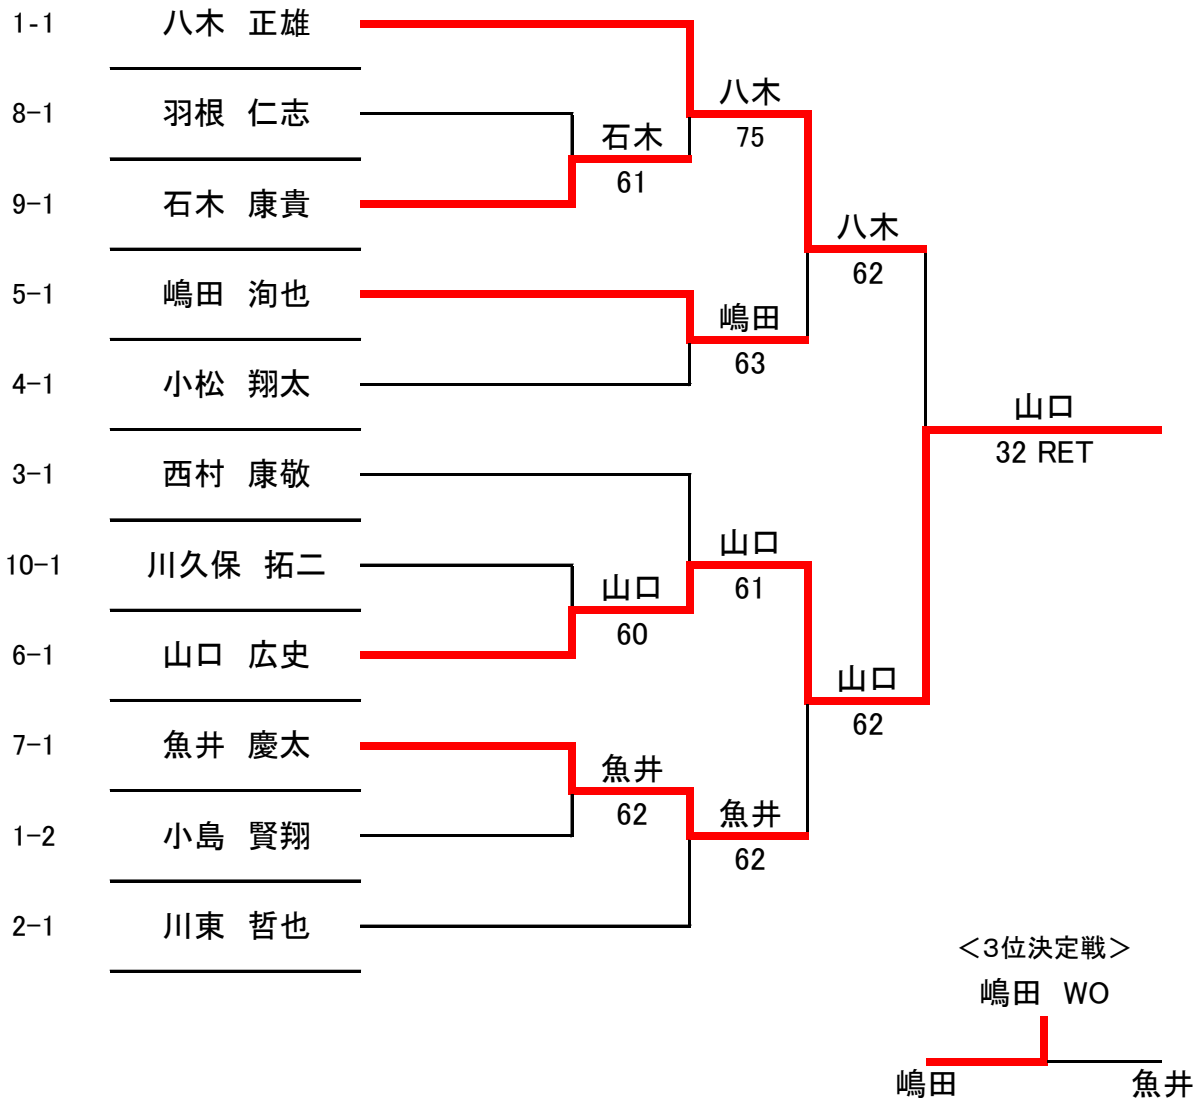 1-1 八木 正雄
八木
8-1 羽根 仁志
石木 75
61
9-1 石木 康貴
八木
62
5-1 嶋田 洵也
嶋田
63
4-1 小松 翔太
山口
32 RET
3-1 西村 康敬
山口
10-1 川久保 拓二
山口 61
60
6-1 山口 広史
山口
62
7-1 魚井 慶太
魚井
62 魚井
1-2 小島 賢翔
62
2-1 川東 哲也
＜3位決定戦＞
嶋田 WO
嶋田 魚井